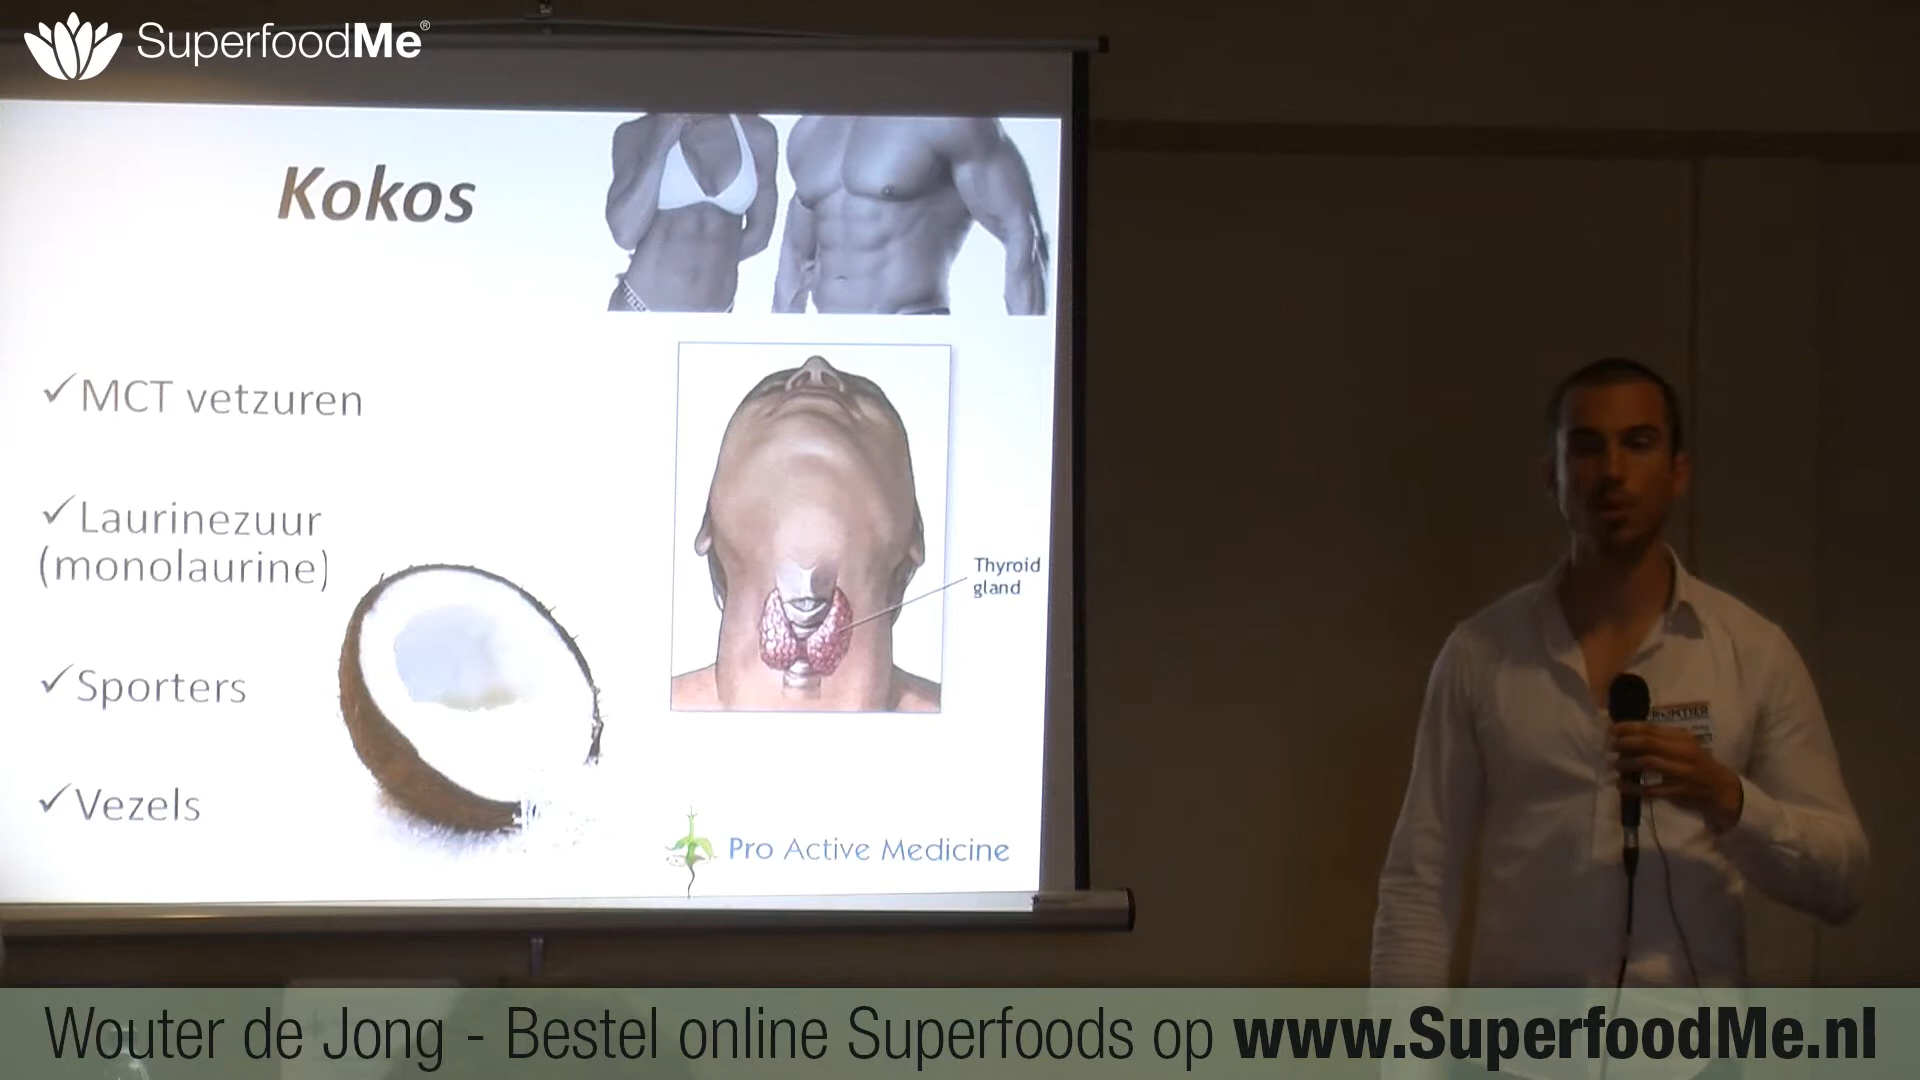 SuperfoodMe®
Kokos
✓MCT vetzuren
✓Laurinezuur
(monolaurine)
✓Sporters
✓Vezels
Thyroid
gland
Pro Active Medicine
Wouter de Jong - Bestel online Superfoods op www.SuperfoodMe.nl